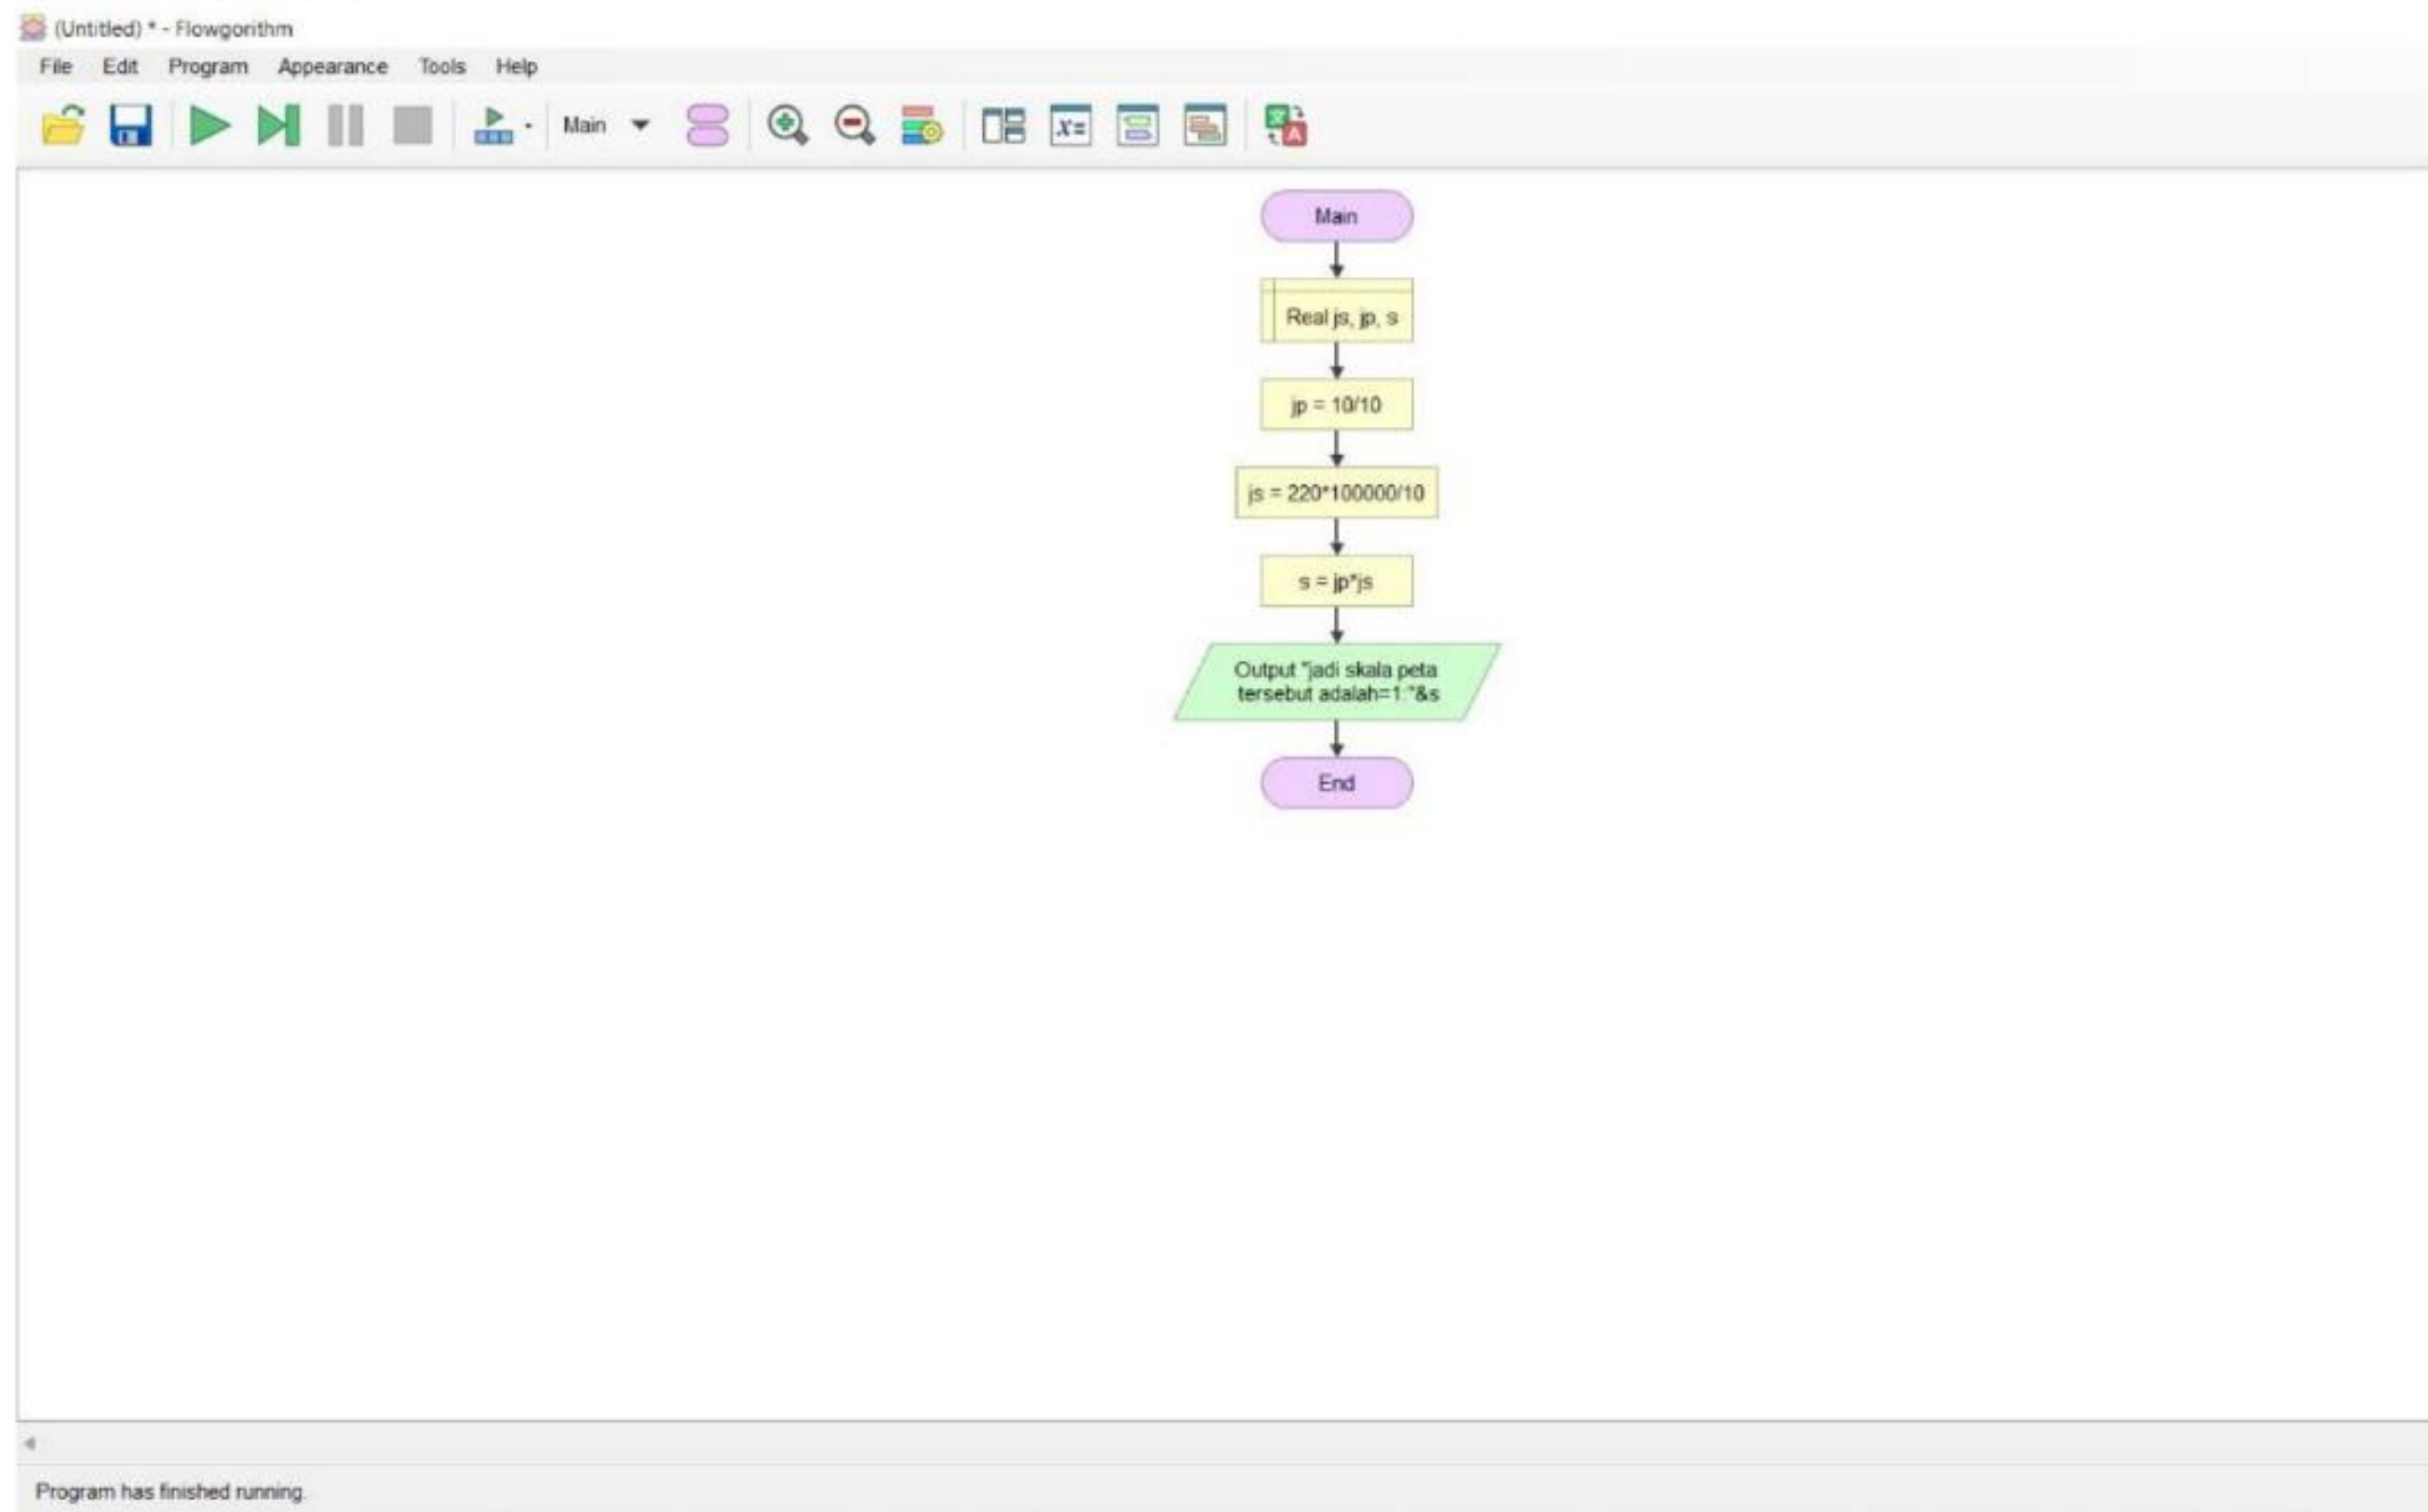 (Untitled) * - Flowgorithm
File Edit Program Appearance Tools Help
Main
x=
A
Main
Real js, jp, s
jp = 10/10
js = 220*100000/10
s = jp*js
Output "jadi skala peta
tersebut adalah=1:"&s
End
Program has finished running.